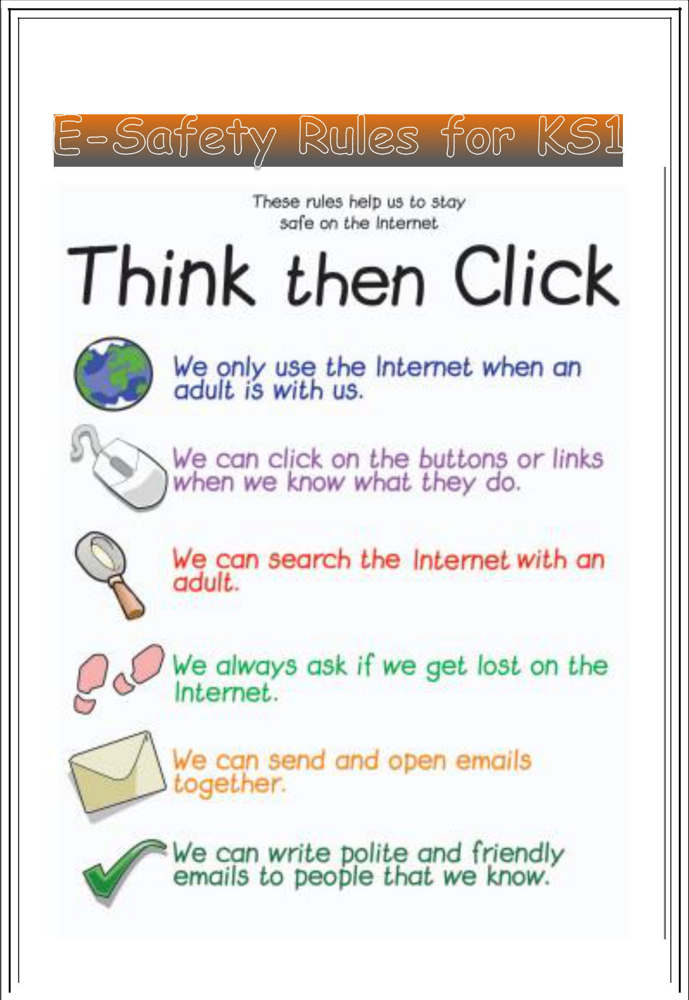 E-Safety Rules for KS1
These rules help us to stay
safe on the Internet
Think then Click
We only use the Internet when an
adult is with us.
We can click on the buttons or links
when we know what they do.
We can search the Internet with an
adult.
We always ask if we get lost on the
Internet.
We can send and open emails
together.
We can write polite and friendly
emails to people that we know.